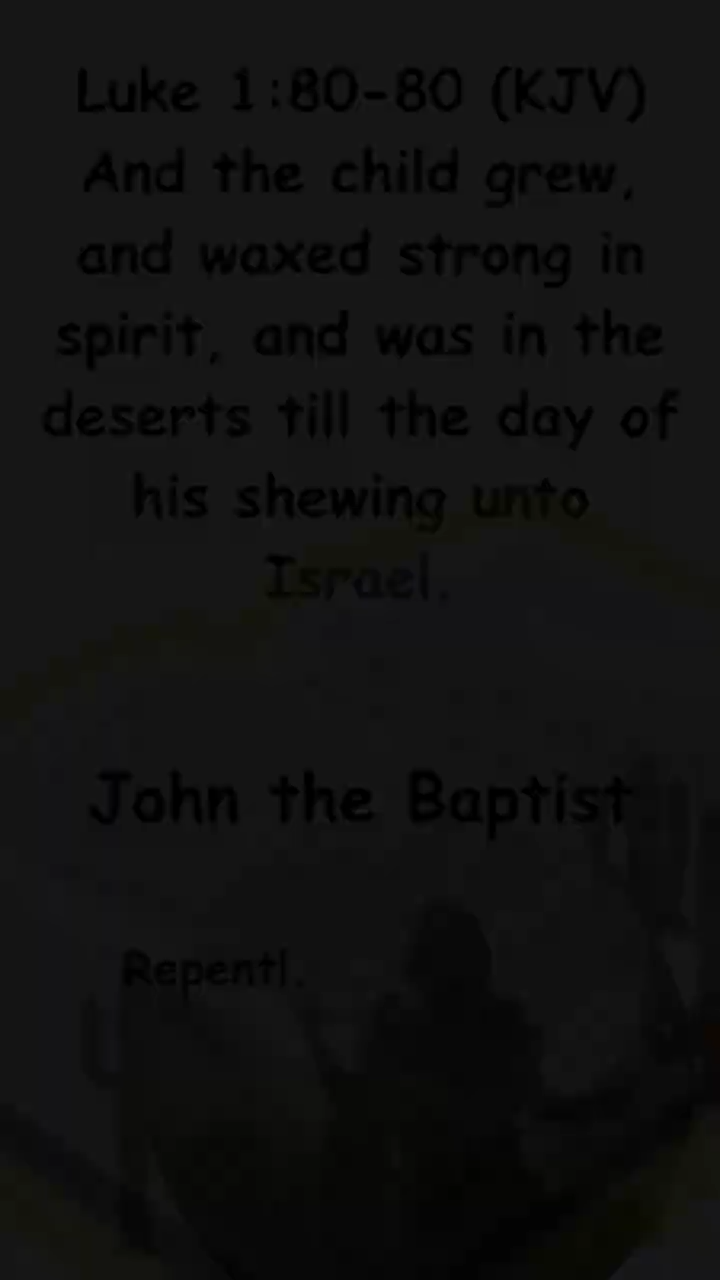 Luke 1:80-80 (KJV)
And the child grew,
and waxed strong in
spirit, and was in the
deserts till the day of
his shewing unto
Israel.
John the Baptist
Repent!.